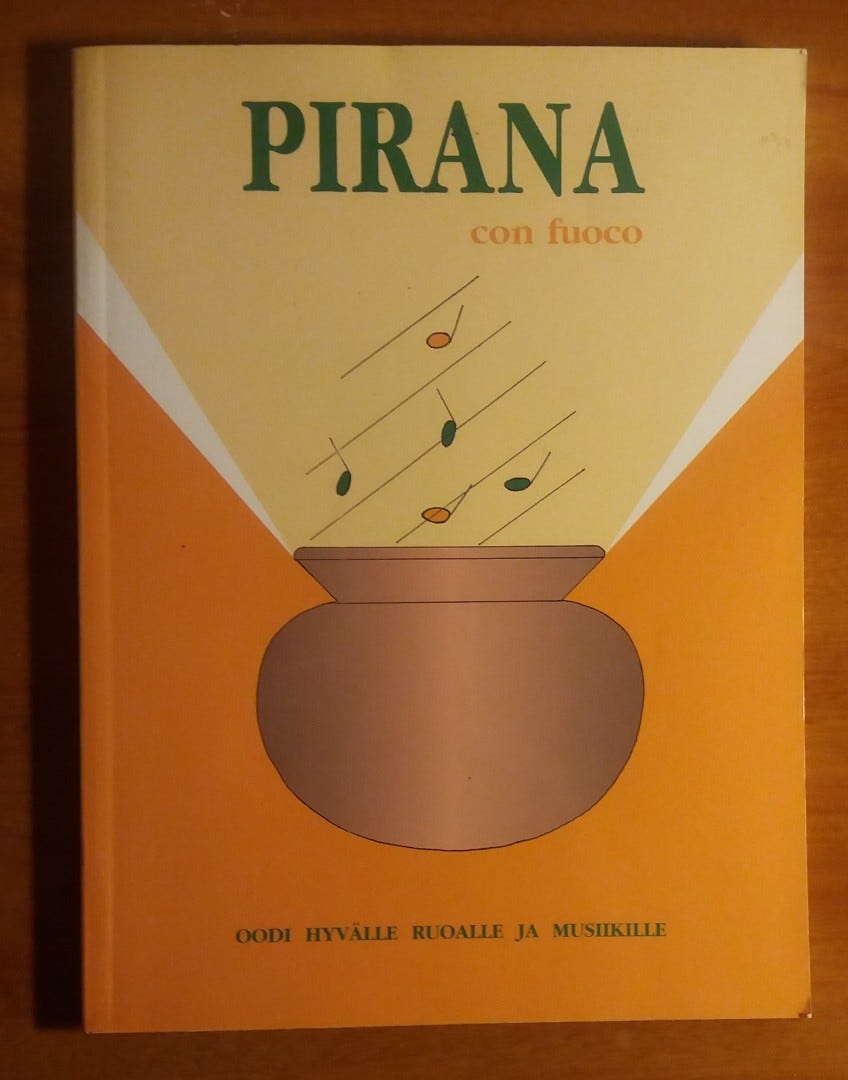 PIRANA
con fuoco
OODI HYVÄLLE RUOALLE JA MUSIIKILLE